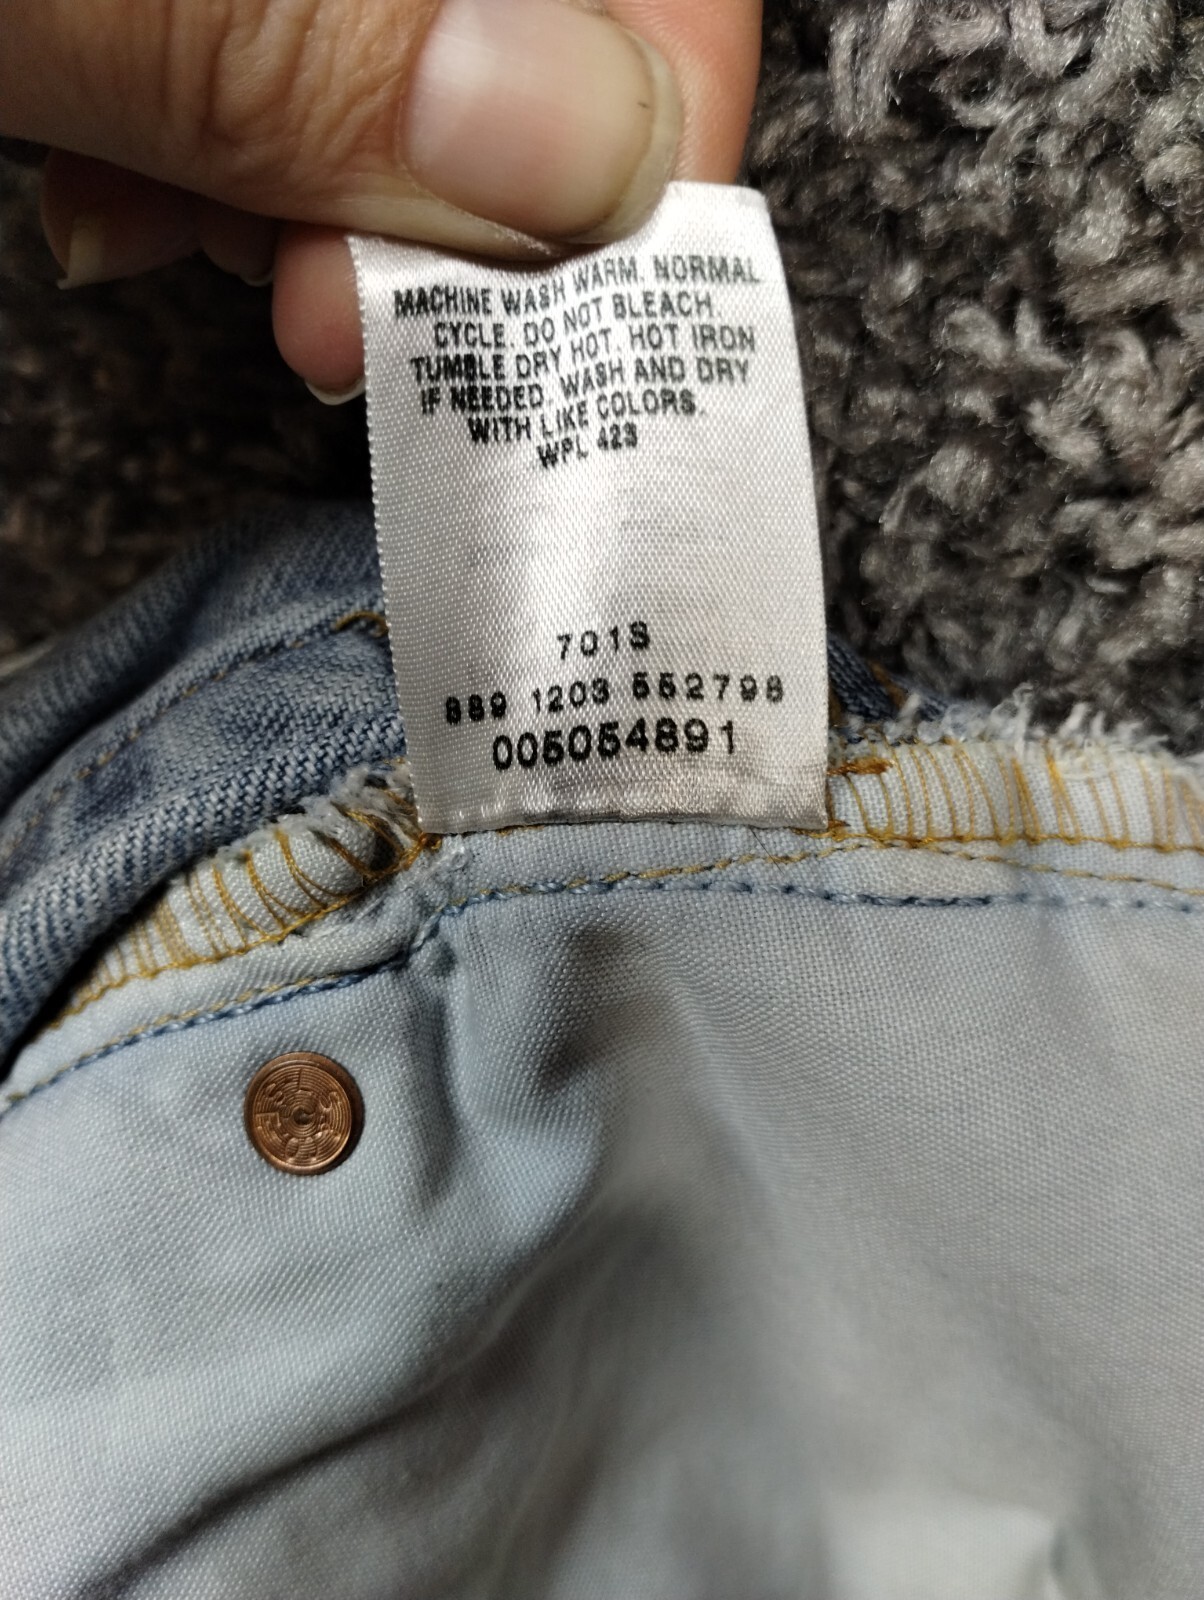 MACHINE WASH WARM. NORMAL
CYCLE. DO NOT BLEACH.
TUMBLE DRY HOT. HOT IRON
IF NEEDED. WASH AND DRY
WITH LIKE COLORS.
WPL 423
701S
889 1203 552798
005054891